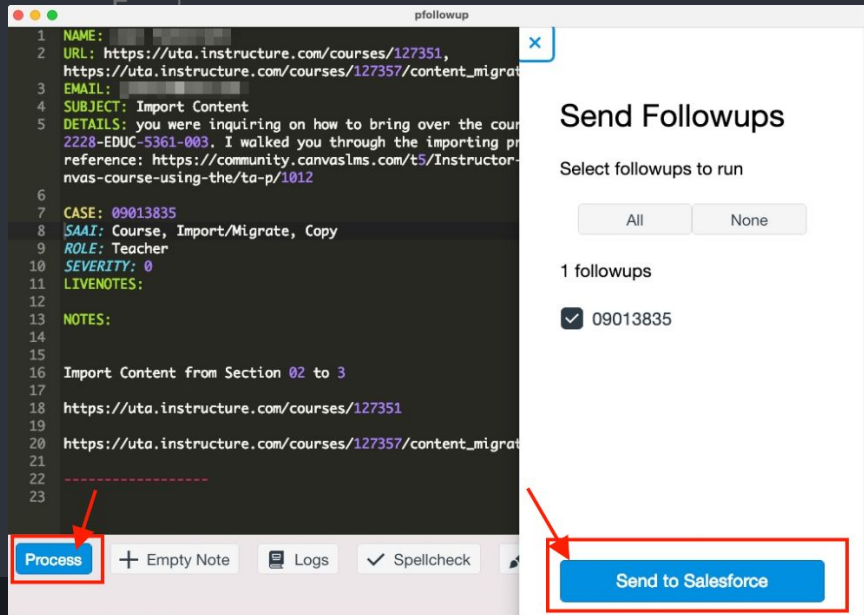 pfollowup
1 NAME:
2 URL: https://uta.instructure.com/courses/127351,
https://uta.instructure.com/courses/127357/content_migrat
3 EMAIL:
4 SUBJECT: Import Content
5 DETAILS: you were inquiring on how to bring over the cour
2228-EDUC-5361-003. I walked you through the importing pr
reference: https://community.canvaslms.com/t5/Instructor-
nvas-course-using-the/ta-p/1012
6
7 CASE: 09013835
8 SAAI: Course, Import/Migrate, Copy
9 ROLE: Teacher
10 SEVERITY: 0
11 LIVENOTES:
12
13 NOTES:
14
15
16 Import Content from Section 02 to 3
17
18 https://uta.instructure.com/courses/127351
19
20 https://uta.instructure.com/courses/127357/content_migrat
21
22 ------------------
23
Process
Empty Note
Logs
Spellcheck
Send Followups
Select followups to run
All
None
1 followups
09013835
Send to Salesforce